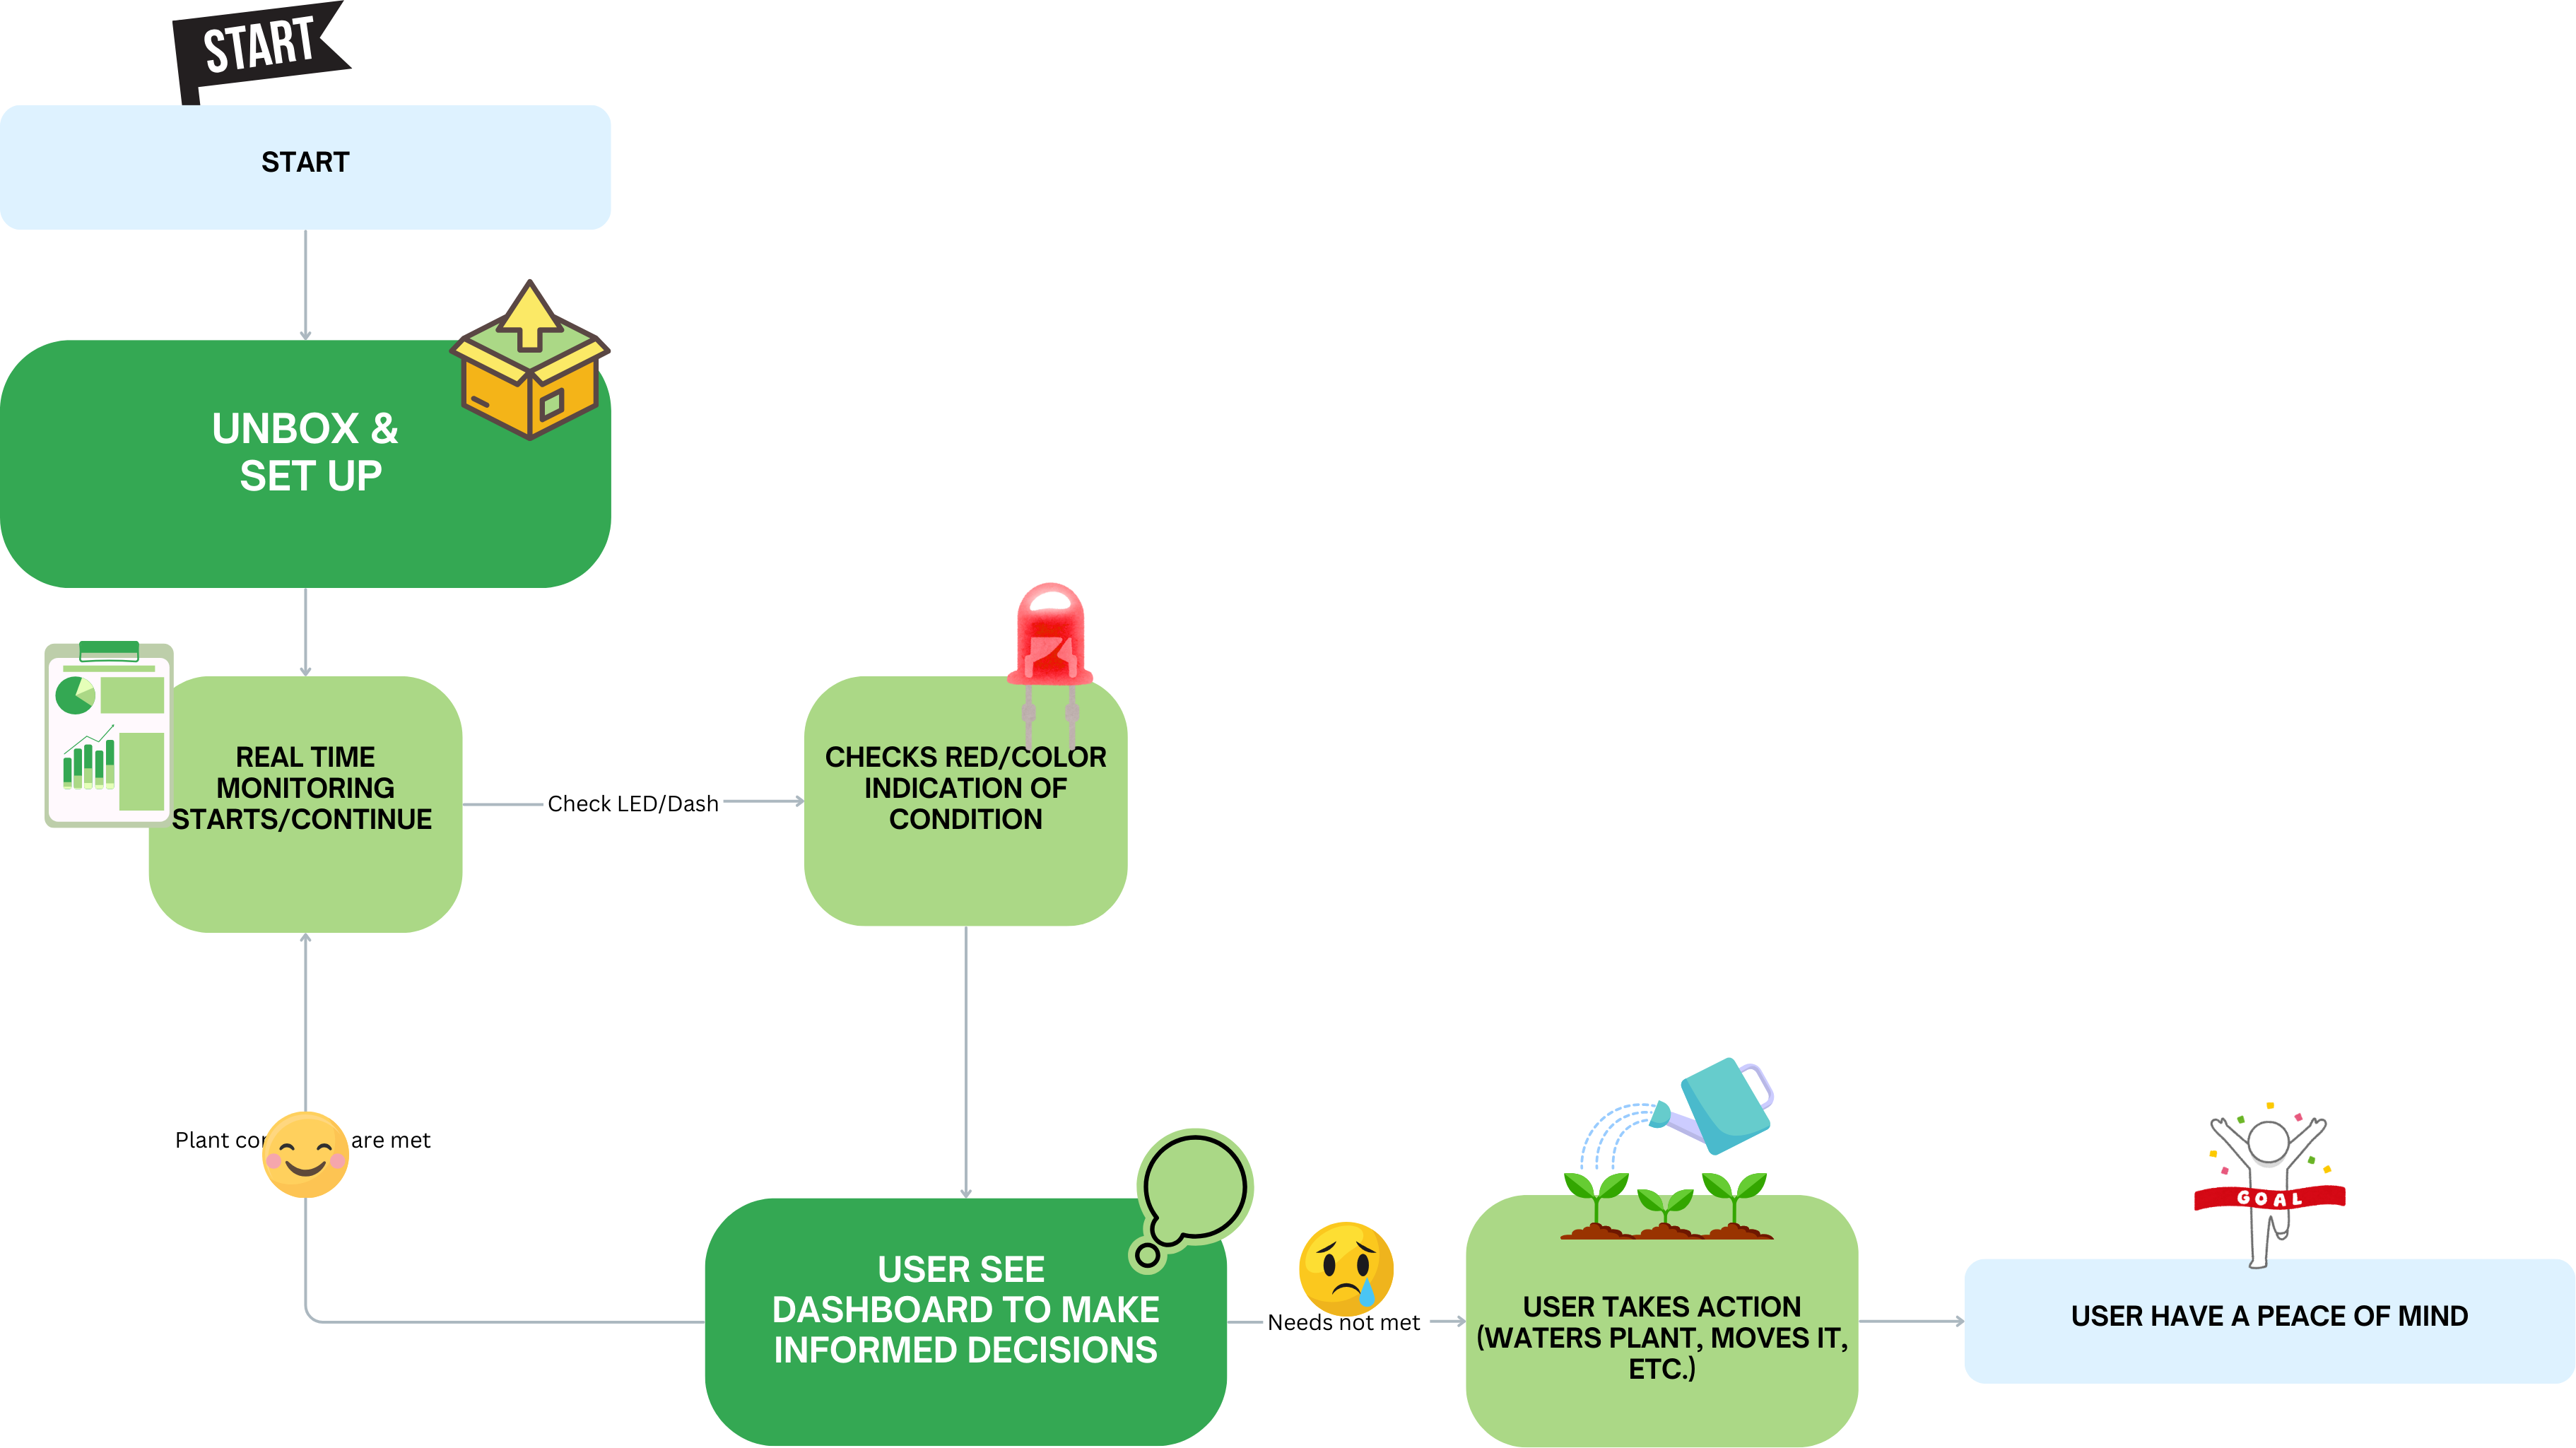 START
START
UNBOX &
SET UP
REAL TIME
MONITORING
STARTS/CONTINUE
Check LED/Dash
CHECKS RED/COLOR
INDICATION OF
CONDITION
Plant are met
USER SEE
DASHBOARD TO MAKE
INFORMED DECISIONS
Needs not met
USER TAKES ACTION
(WATERS PLANT, MOVES IT,
ETC.)
GOAL
USER HAVE A PEACE OF MIND